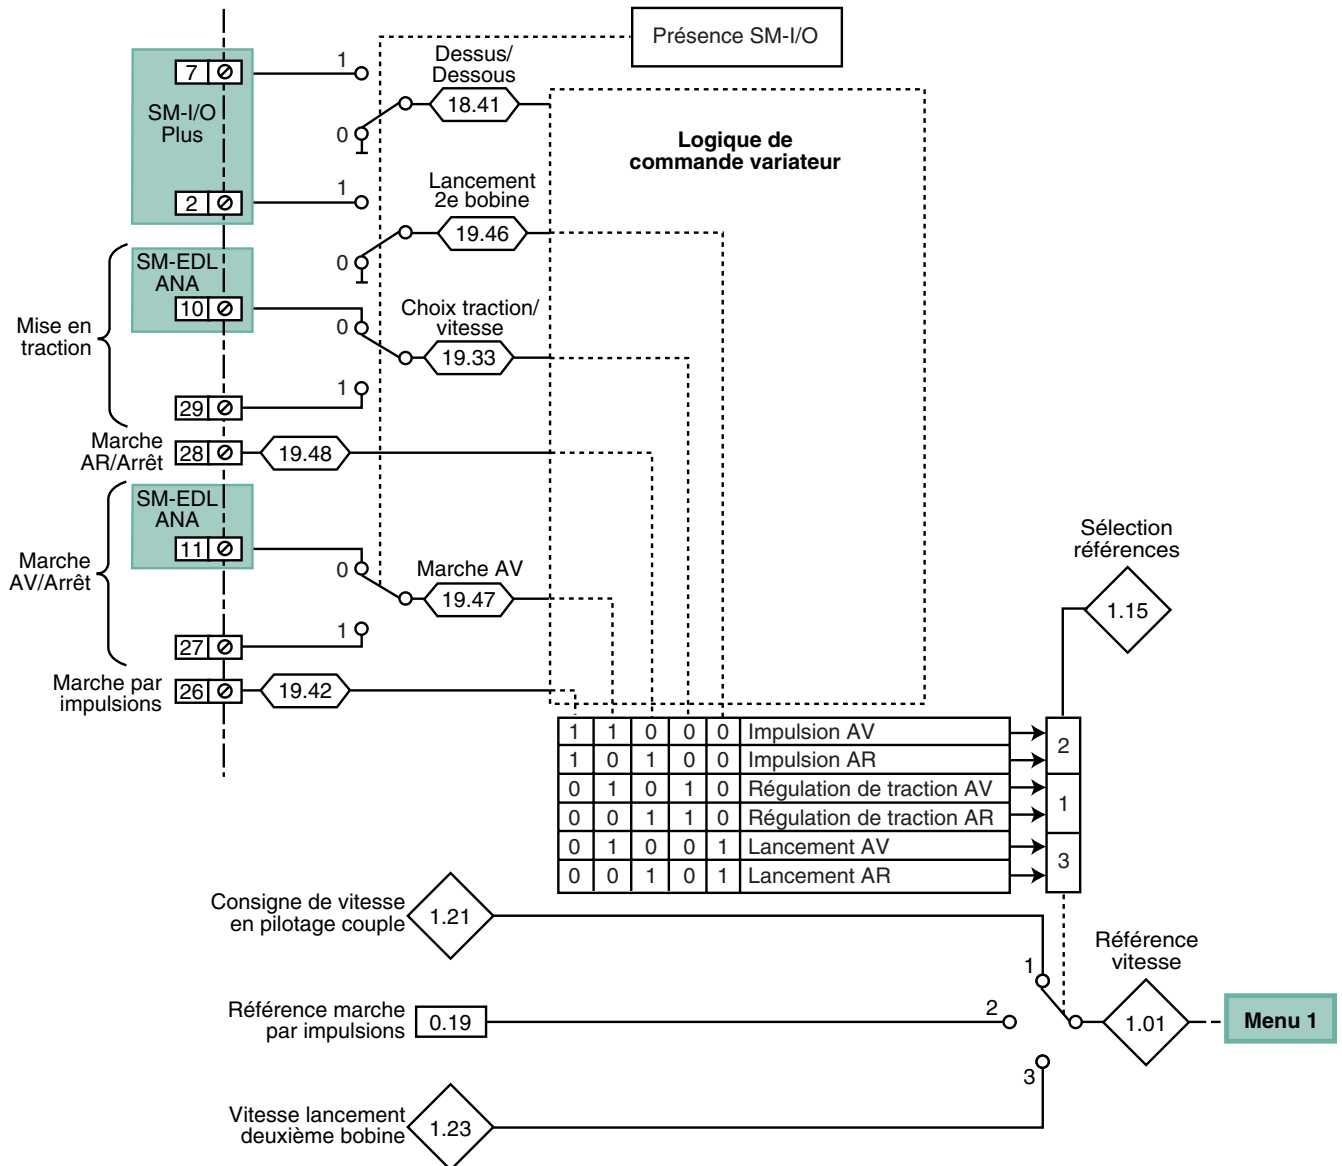 Présence SM-I/O
7
1
Dessus/
Dessous
18.41
SM-I/O
Plus
0
Logique de
commande variateur
2
1
Lancement
2e bobine
19.46
0
SM-EDL
ANA
10
Mise en
traction
0
Choix traction/
vitesse
19.33
1
29
Marche
AR/Arrêt
28
19.48
SM-EDL
ANA
11
Marche
AV/Arrêt
0
Marche AV
19.47
1
27
Marche par
impulsions
26
19.42
Sélection
références
1.15
1 1 0 0 0 Impulsion AV
1 0 1 0 0 Impulsion AR
2
0 1 0 1 0 Régulation de traction AV
0 0 1 1 0 Régulation de traction AR
1
0 1 0 0 1 Lancement AV
0 0 1 0 1 Lancement AR
3
Consigne de vitesse
en pilotage couple
1.21
1
Référence
vitesse
Référence marche
par impulsions
0.19
2
1.01
Menu 1
3
Vitesse lancement
deuxième bobine
1.23